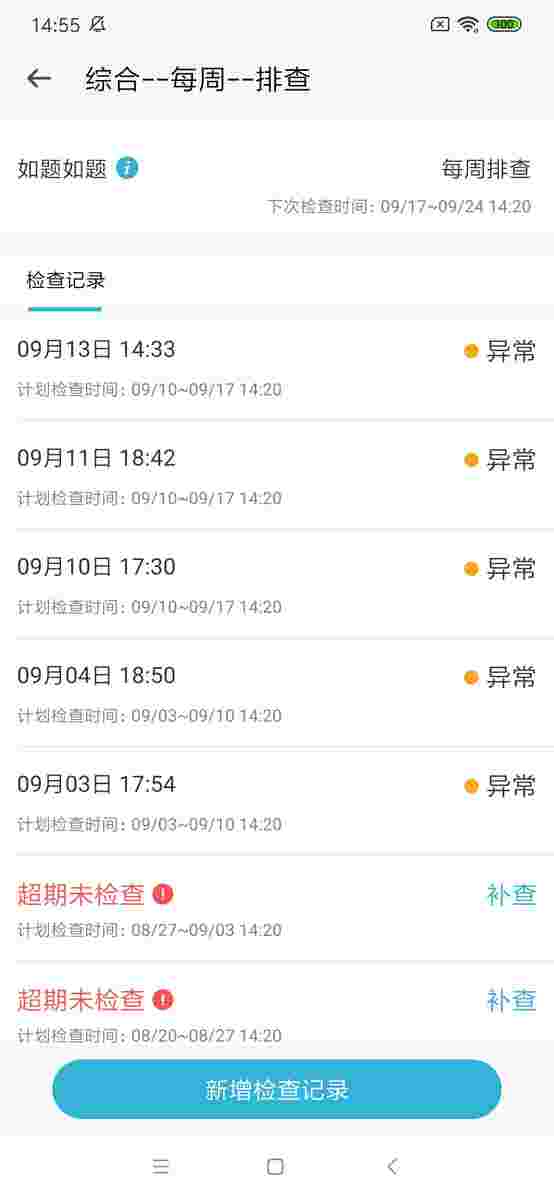 14:55
100
综合--每周--排查
如题如题
每周排查
下次检查时间：09/17~09/24 14:20
检查记录
09月13日 14:33
异常
计划检查时间：09/10~09/17 14:20
09月11日 18:42
异常
计划检查时间：09/10~09/17 14:20
09月10日 17:30
异常
计划检查时间：09/10~09/17 14:20
09月04日 18:50
异常
计划检查时间：09/03~09/10 14:20
09月03日 17:54
异常
计划检查时间：09/03~09/10 14:20
超期未检查
补查
计划检查时间：08/27~09/03 14:20
超期未检查
补查
计划检查时间：08/20~08/27 14:20
新增检查记录